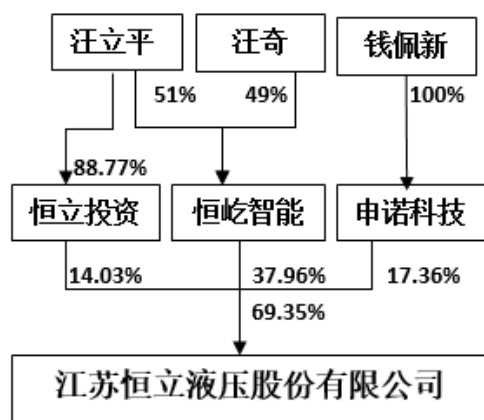 汪立平
汪奇
钱佩新
51%
49%
100%
88.77%
恒立投资
恒屹智能
申诺科技
14.03%
37.96%
17.36%
69.35%
江苏恒立液压股份有限公司